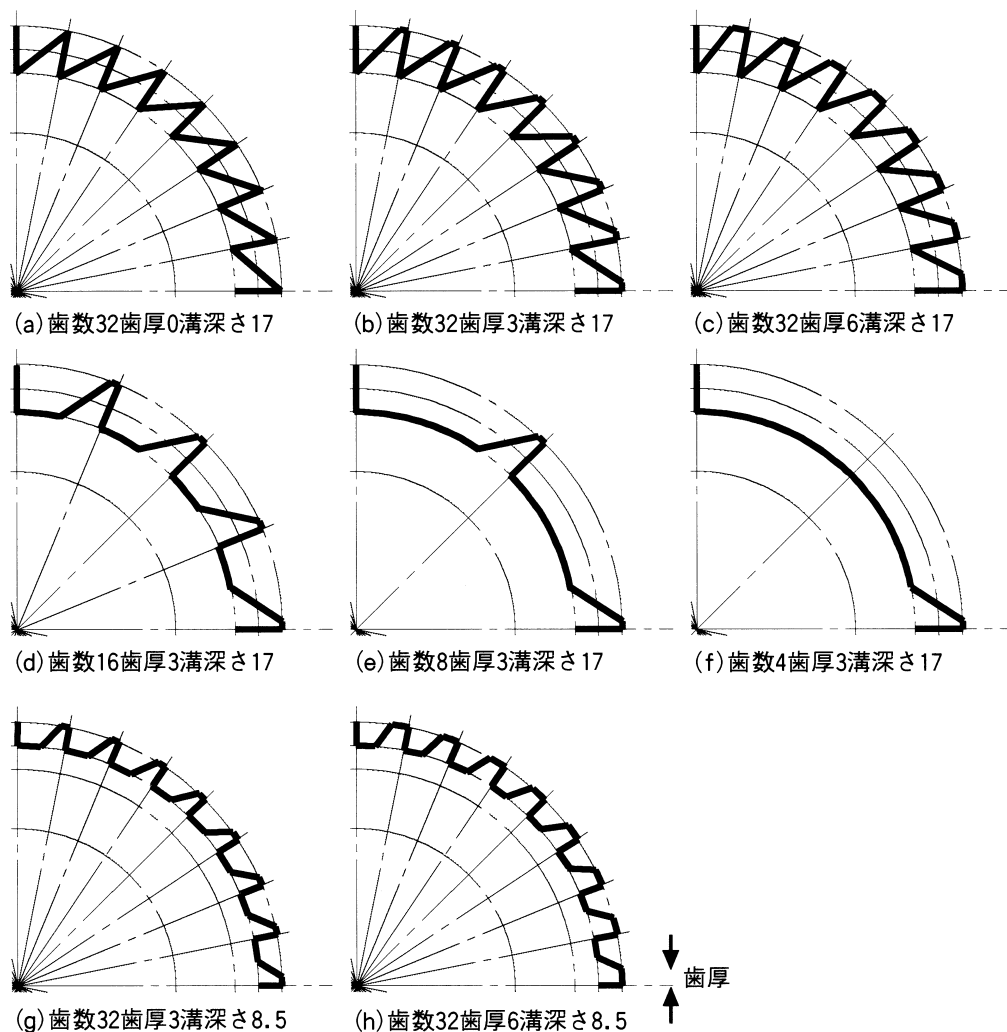 (a)歯数32歯厚0溝深さ17
(b)歯数32歯厚3溝深さ17
(c)歯数32歯厚6溝深さ17
(d)歯数16歯厚3溝深さ17
(e)歯数8歯厚3溝深さ17
(f)歯数4歯厚3溝深さ17
歯厚
(g)歯数32歯厚3溝深さ8.5
(h)歯数32歯厚6溝深さ8.5